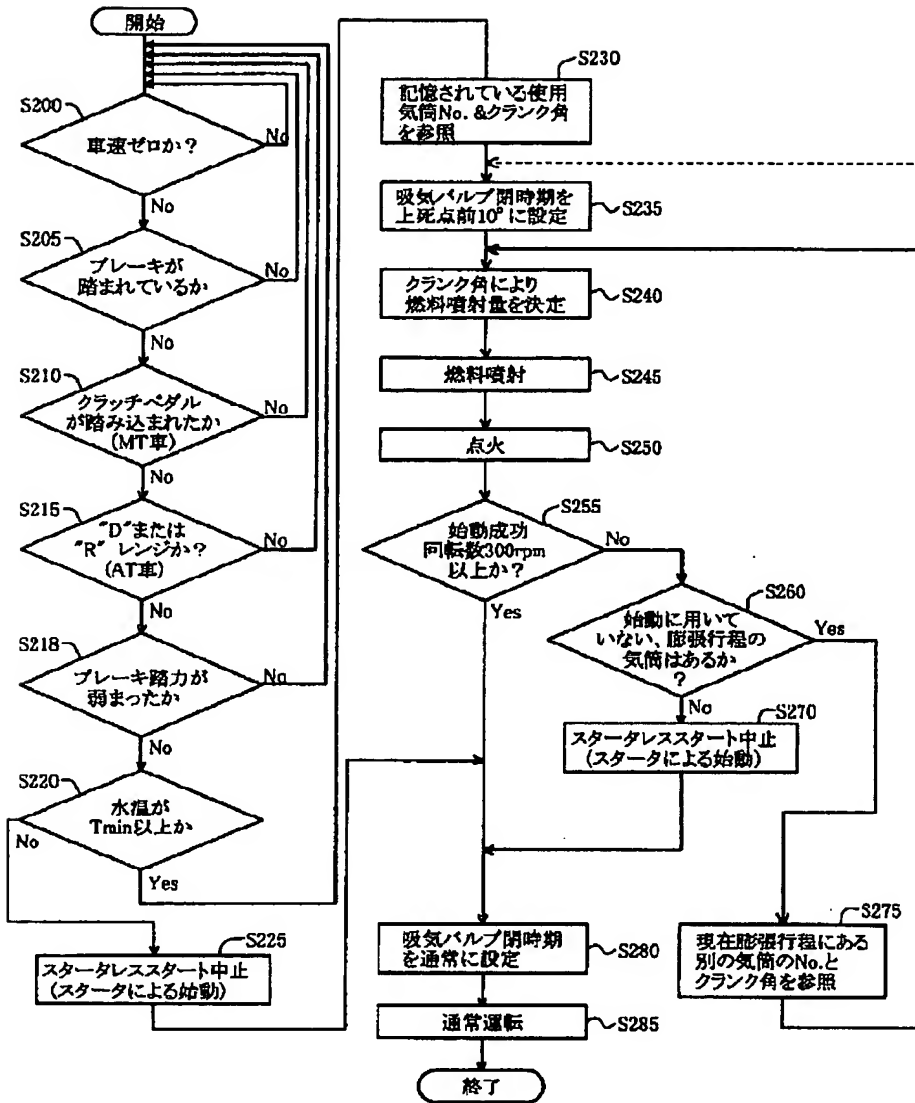 開始
S200
車速ゼロか?
No
No
S205
ブレーキが
踏まれているか
No
No
S210
クラッチペダル
が踏み込まれたか
(MT車)
No
No
S215
"D"または
"R" レンジか?
(AT車)
No
No
S218
ブレーキ踏力が
弱まったか
No
No
S220
水温が
Tmin以上か
No
Yes
S225
スタータレススタート中止
(スタータによる始動)
S230
記憶されている使用
気筒No.&クランク角
を参照
吸気バルブ閉時期を
上死点前10°に設定
S235
クランク角により
燃料噴射量を決定
S240
燃料噴射
S245
点火
S250
S255
始動成功
回転数300rpm
以上か?
No
Yes
S260
始動に用いて
いない、膨張行程の
気筒はあるか
?
Yes
No
S270
スタータレススタート中止
(スタータによる始動)
S275
現在膨張行程にある
別の気筒のNo.と
クランク角を参照
吸気バルブ閉時期
を通常に設定
S280
通常運転
S285
終了